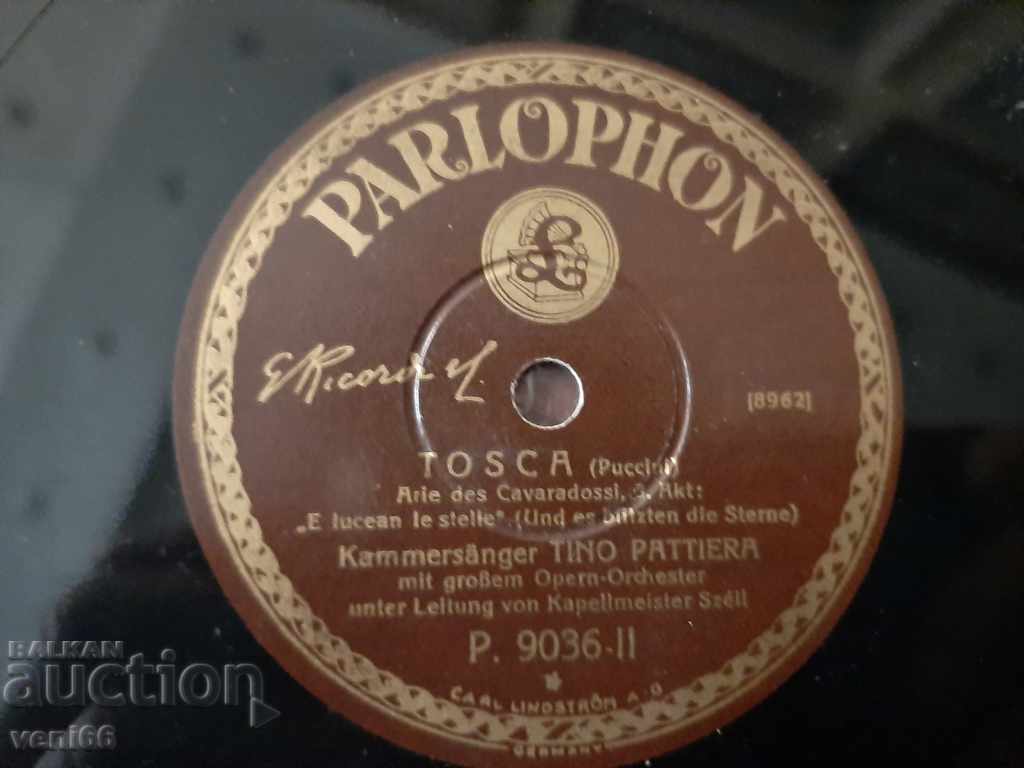 PARLOPHON
G Ricordi
[8962]
TOSCA (Puccini)
Arie des Cavaradossi, 3. Akt:
„E lucean le stelle" (Und es blitzten die Sterne)
Kammersänger TINO PATTIERA
mit großem Opern-Orchester
unter Leitung von Kapellmeister Széll
P. 9036-II
CARL LINDSTRÖM A-G
GERMANY
BALKAN
auction
veni66